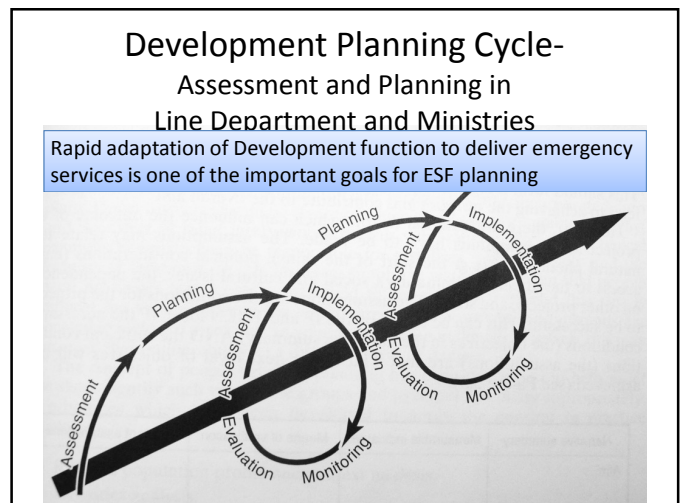 Development Planning Cycle-
Assessment and Planning in
Line Department and Ministries
Rapid adaptation of Development function to deliver emergency
services is one of the important goals for ESF planning
Assessment
Planning
Assessment
Implementation
Monitoring
Evaluation
Planning
Assessment
Implementation
Monitoring
Evaluation